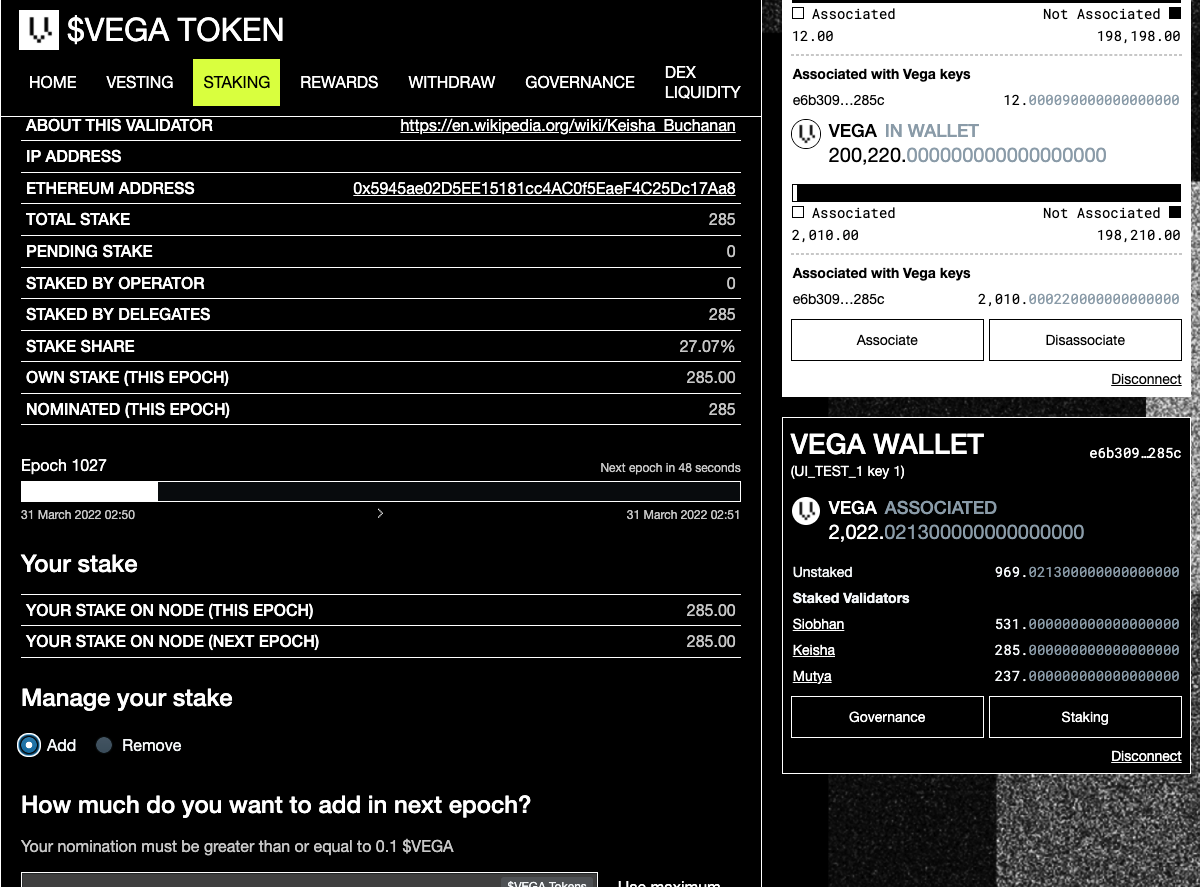 $VEGA TOKEN
HOME VESTING STAKING REWARDS WITHDRAW GOVERNANCE DEX LIQUIDITY
ABOUT THIS VALIDATOR https://en.wikipedia.org/wiki/Keisha_Buchanan
IP ADDRESS
ETHEREUM ADDRESS 0x5945ae02D5EE15181cc4AC0f5EaeF4C25Dc17Aa8
TOTAL STAKE 285
PENDING STAKE 0
STAKED BY OPERATOR 0
STAKED BY DELEGATES 285
STAKE SHARE 27.07%
OWN STAKE (THIS EPOCH) 285.00
NOMINATED (THIS EPOCH) 285
Epoch 1027 Next epoch in 48 seconds
31 March 2022 02:50 31 March 2022 02:51
Your stake
YOUR STAKE ON NODE (THIS EPOCH) 285.00
YOUR STAKE ON NODE (NEXT EPOCH) 285.00
Manage your stake
Add Remove
How much do you want to add in next epoch?
Your nomination must be greater than or equal to 0.1 $VEGA
$VEGA Tokens Use maximum
Associated Not Associated
12.00 198,198.00
Associated with Vega keys
e6b309…285c 12.000090000000000000
VEGA IN WALLET
200,220.000000000000000000
Associated Not Associated
2,010.00 198,210.00
Associated with Vega keys
e6b309…285c 2,010.000220000000000000
Associate Disassociate
Disconnect
VEGA WALLET e6b309…285c
(UI_TEST_1 key 1)
VEGA ASSOCIATED
2,022.021300000000000000
Unstaked 969.021300000000000000
Staked Validators
Siobhan 531.000000000000000000
Keisha 285.000000000000000000
Mutya 237.000000000000000000
Governance Staking
Disconnect